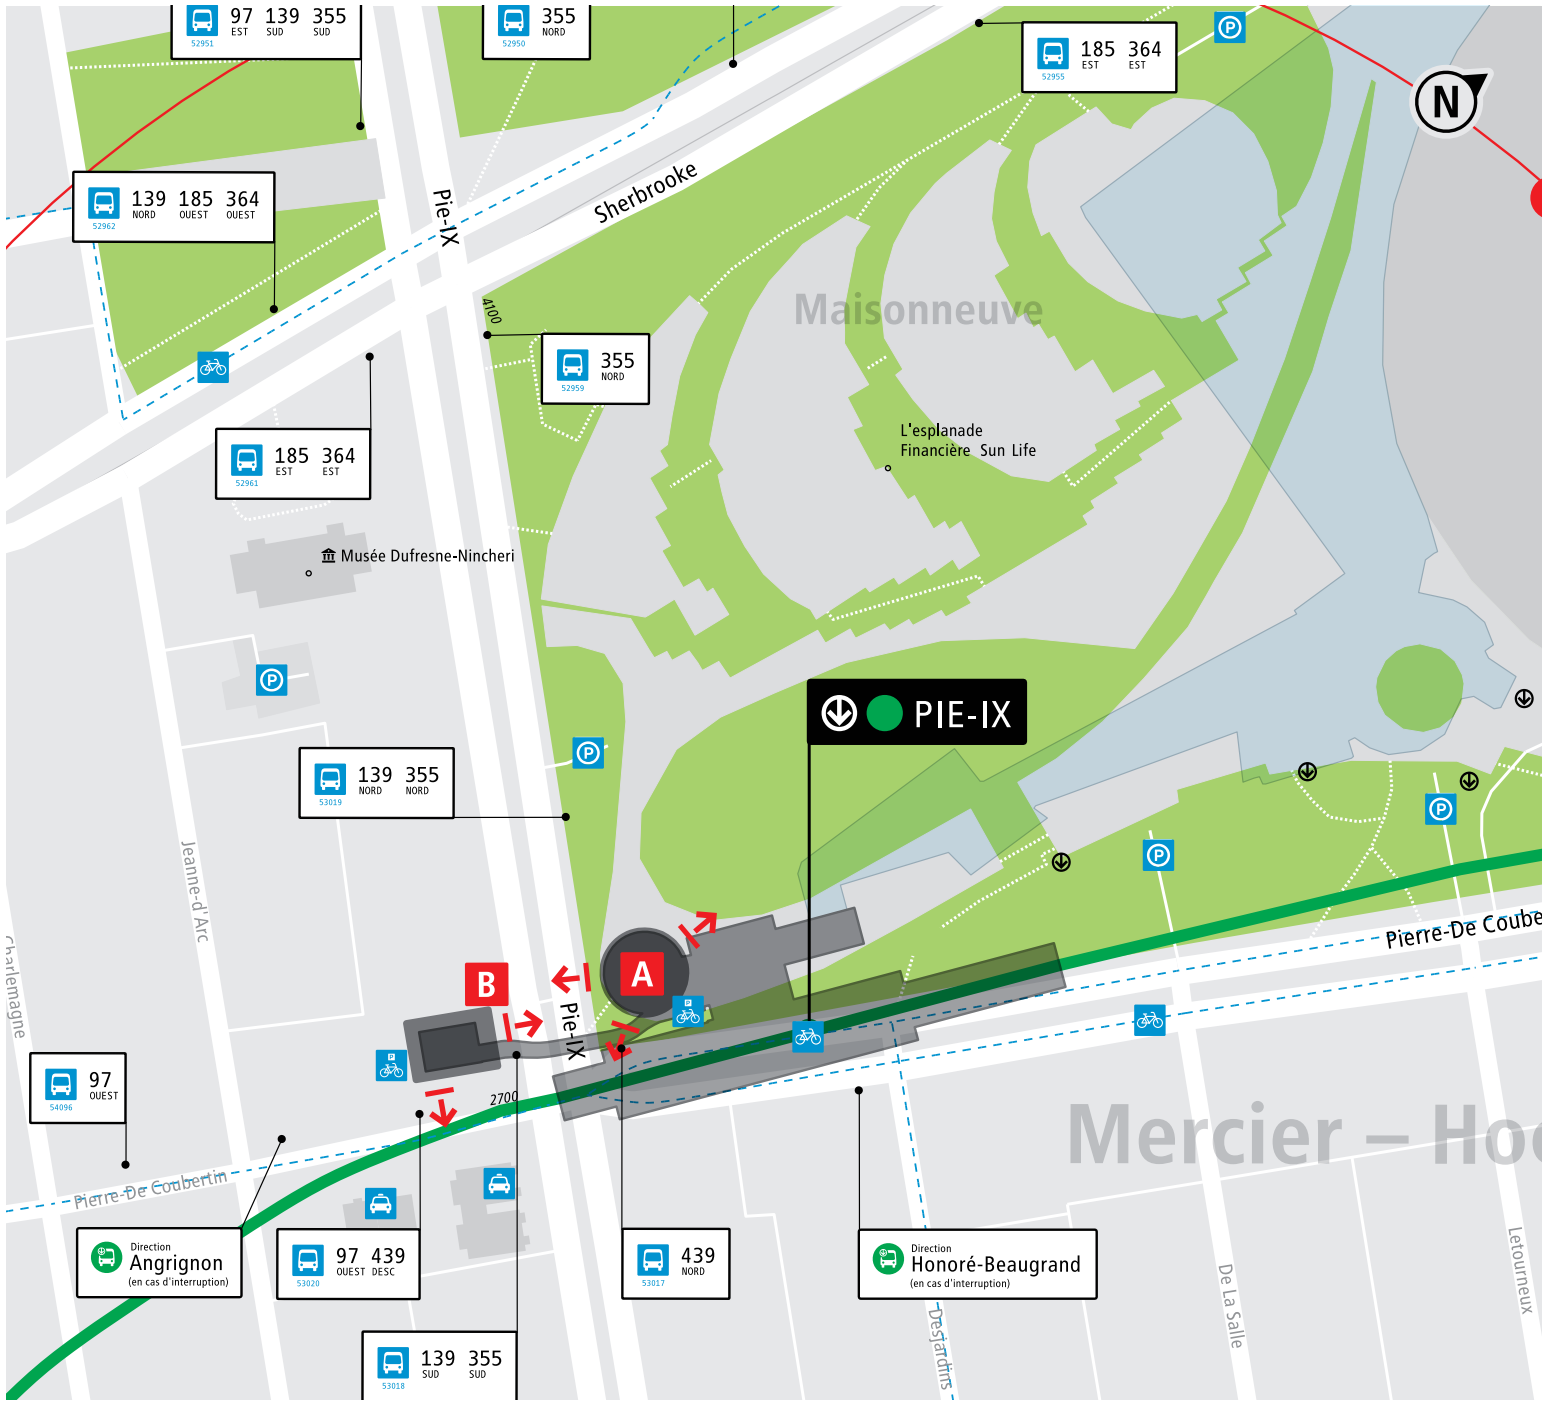 97 139 355
EST SUD SUD
52951
355
NORD
52950
185 364
EST EST
52955
N
139 185 364
NORD OUEST OUEST
52962
Pie-IX
Sherbrooke
4100
Maisonneuve
355
NORD
52959
L'esplanade
Financière Sun Life
185 364
EST EST
52961
Musée Dufresne-Nincheri
P
P
P
P
P
PIE-IX
139 355
NORD NORD
53019
Jeanne-d'Arc
Charlemagne
A
B
P
P
Pie-IX
Pierre-De Coube
2700
97
OUEST
54096
Mercier – Hoc
Pierre-De Coubertin
Direction
Angrignon
(en cas d'interruption)
97 439
OUEST DESC
53020
439
NORD
53017
Direction
Honoré-Beaugrand
(en cas d'interruption)
De La Salle
Letourneux
Desjardins
139 355
SUD SUD
53018